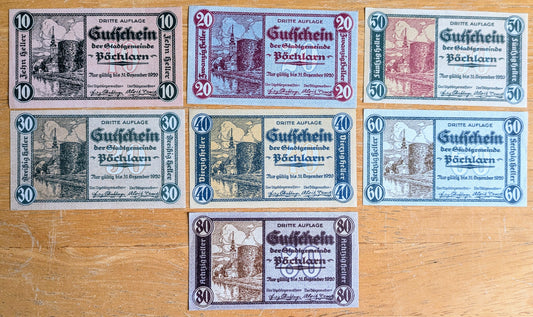 10
10
Zehn Heller
Zehn Heller
DRITTE AUFLAGE
Gutschein
der Stadtgemeinde
Pöchlarn
Nur gültig bis 31. Dezember 1920
10
10
20
20
Zwanzig Heller
Zwanzig Heller
DRITTE AUFLAGE
Gutschein
der Stadtgemeinde
Pöchlarn
Nur gültig bis 31. Dezember 1920
20
20
50
50
Fünfzig Heller
Fünfzig Heller
DRITTE AUFLAGE
Gutschein
der Stadtgemeinde
Pöchlarn
Nur gültig bis 31. Dezember 1920
50
50
Dreißig Heller
Dreißig Heller
DRITTE AUFLAGE
Gutschein
der Stadtgemeinde
Pöchlarn
Nur gültig bis 31. Dezember 1920
30
30
40
40
Vierzig Heller
Vierzig Heller
DRITTE AUFLAGE
Gutschein
der Stadtgemeinde
Pöchlarn
Nur gültig bis 31. Dezember 1920
40
40
60
60
Sechzig Heller
Sechzig Heller
DRITTE AUFLAGE
Gutschein
der Stadtgemeinde
Pöchlarn
Nur gültig bis 31. Dezember 1920
60
60
Achtzig Heller
Achtzig Heller
DRITTE AUFLAGE
Gutschein
der Stadtgemeinde
Pöchlarn
80
Nur gültig bis 31. Dezember 1920
80
80